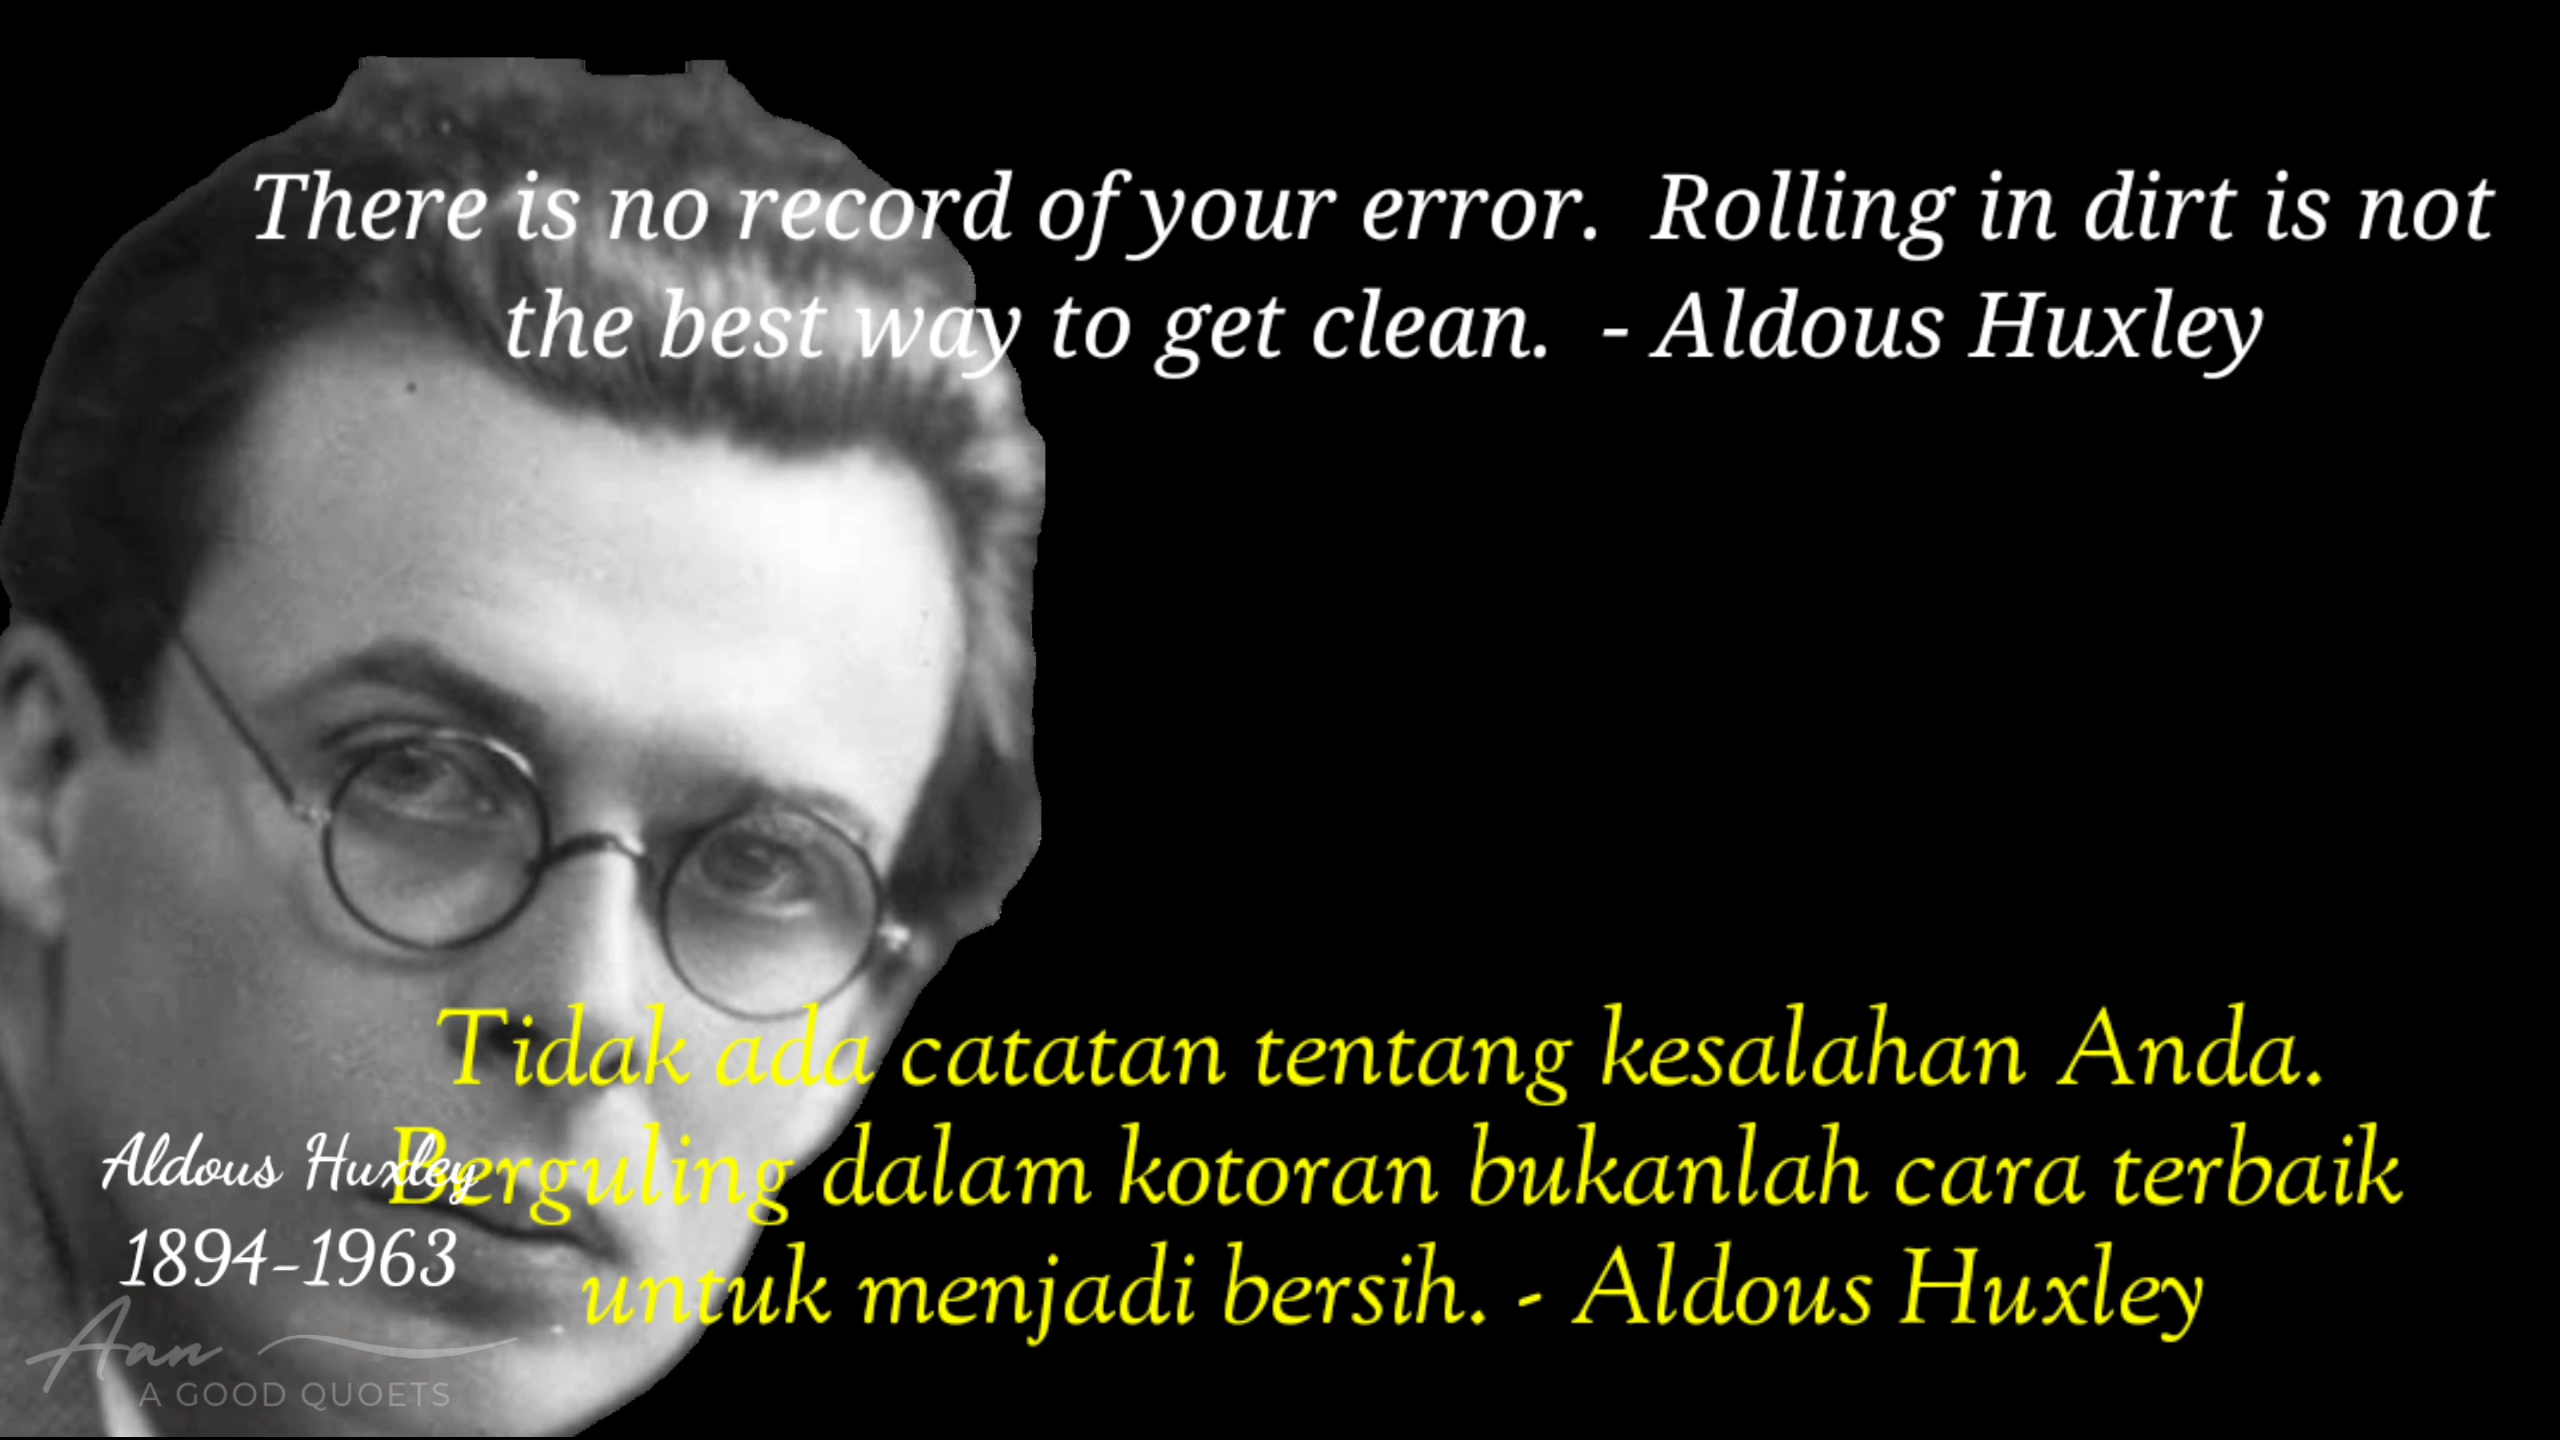 There is no record of your error. Rolling in dirt is not
the best way to get clean. - Aldous Huxley
Tidak ada catatan tentang kesalahan Anda.
Berguling dalam kotoran bukanlah cara terbaik
untuk menjadi bersih. - Aldous Huxley
Aldous Huxley
1894-1963
Aan
A GOOD QUOETS